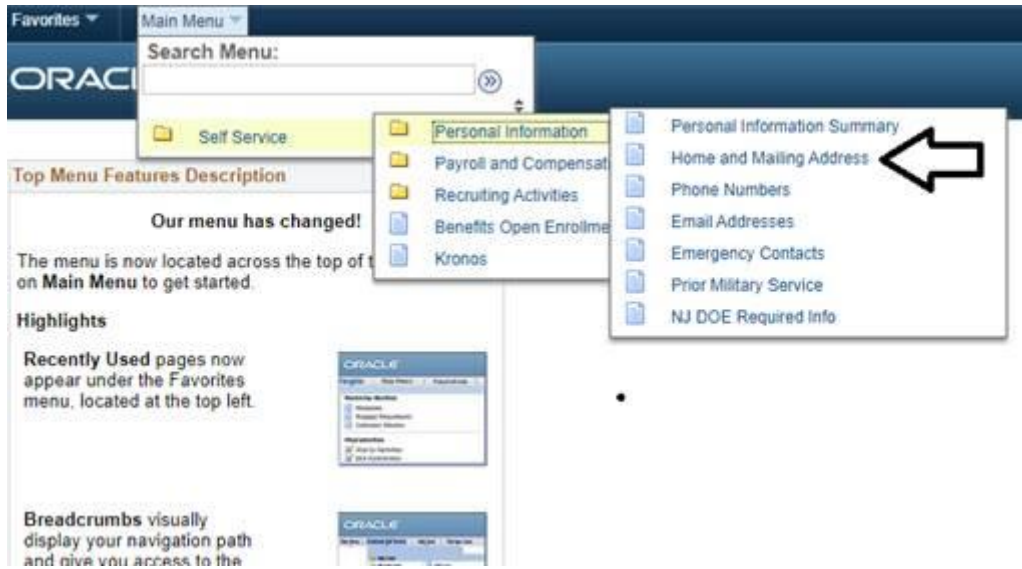 Favorites Main Menu
Search Menu:
ORACL
Self Service
Personal Information
Payroll and Compensat
Recruiting Activities
Benefits Open Enrollme
Kronos
Personal Information Summary
Home and Mailing Address
Phone Numbers
Email Addresses
Emergency Contacts
Prior Military Service
NJ DOE Required Info
Top Menu Features Description
Our menu has changed!
The menu is now located across the top of t
on Main Menu to get started.
Highlights
Recently Used pages now
appear under the Favorites
menu, located at the top left.
ORACLE
Breadcrumbs visually
display your navigation path
and give you access to the
ORACLE